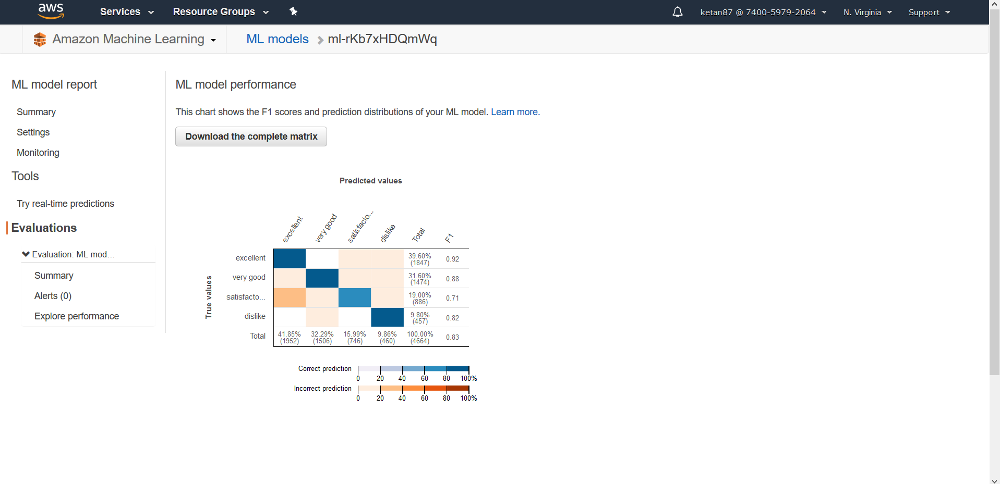 aws Services Resource Groups ketan87 @ 7400-5979-2064 N. Virginia Support
Amazon Machine Learning ML models ml-rKb7xHDQmWq
ML model report
Summary
Settings
Monitoring
Tools
Try real-time predictions
Evaluations
Evaluation: ML mod...
Summary
Alerts (0)
Explore performance
ML model performance
This chart shows the F1 scores and prediction distributions of your ML model. Learn more.
Download the complete matrix
Predicted values
excellent very good satisfacto... dislike Total F1
True values
excellent 39.60% (1847) 0.92
very good 31.60% (1474) 0.88
satisfacto... 19.00% (886) 0.71
dislike 9.80% (457) 0.82
Total 41.85% (1952) 32.29% (1506) 15.99% (746) 9.86% (460) 100.00% (4664) 0.83
Correct prediction
0 20 40 60 80 100%
Incorrect prediction
0 20 40 60 80 100%